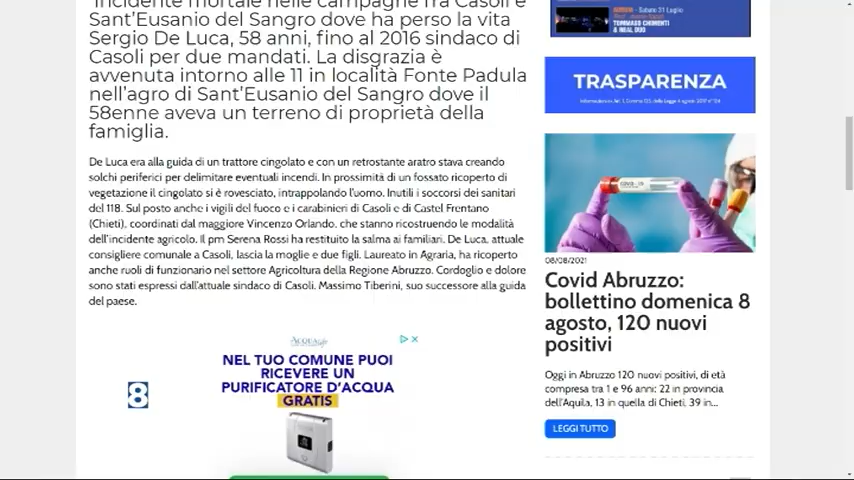 Incidente mortale nelle campagne fra Casoli e
Sant'Eusanio del Sangro dove ha perso la vita
Sergio De Luca, 58 anni, fino al 2016 sindaco di
Casoli per due mandati. La disgrazia è
avvenuta intorno alle 11 in località Fonte Padula
nell'agro di Sant'Eusanio del Sangro dove il
58enne aveva un terreno di proprietà della
famiglia.
De Luca era alla guida di un trattore cingolato e con un retrostante aratro stava creando
solchi periferici per delimitare eventuali incendi. In prossimità di un fossato ricoperto di
vegetazione il cingolato si è rovesciato, intrappolando l'uomo. Inutili i soccorsi dei sanitari
del 118. Sul posto anche i vigili del fuoco e i carabinieri di Casoli e di Castel Frentano
(Chieti), coordinati dal maggiore Vincenzo Orlando, che stanno ricostruendo le modalità
dell'incidente agricolo. Il pm Serena Rossi ha restituito la salma ai familiari. De Luca, attuale
consigliere comunale a Casoli, lascia la moglie e due figli. Laureato in Agraria, ha ricoperto
anche ruoli di funzionario nel settore Agricoltura della Regione Abruzzo. Cordoglio e dolore
sono stati espressi dall'attuale sindaco di Casoli. Massimo Tiberini, suo successore alla guida
del paese.
NEL TUO COMUNE PUOI
RICEVERE UN
PURIFICATORE D'ACQUA
GRATIS
8
Sabato 31 Luglio
TOMMASO CHIMENTI
& NEAL DUO
TRASPARENZA
COVID-19
08/08/2021
Covid Abruzzo:
bollettino domenica 8
agosto, 120 nuovi
positivi
Oggi in Abruzzo 120 nuovi positivi, di età
compresa tra 1 e 96 anni: 22 in provincia
dell'Aquila, 13 in quella di Chieti, 39 in...
LEGGI TUTTO